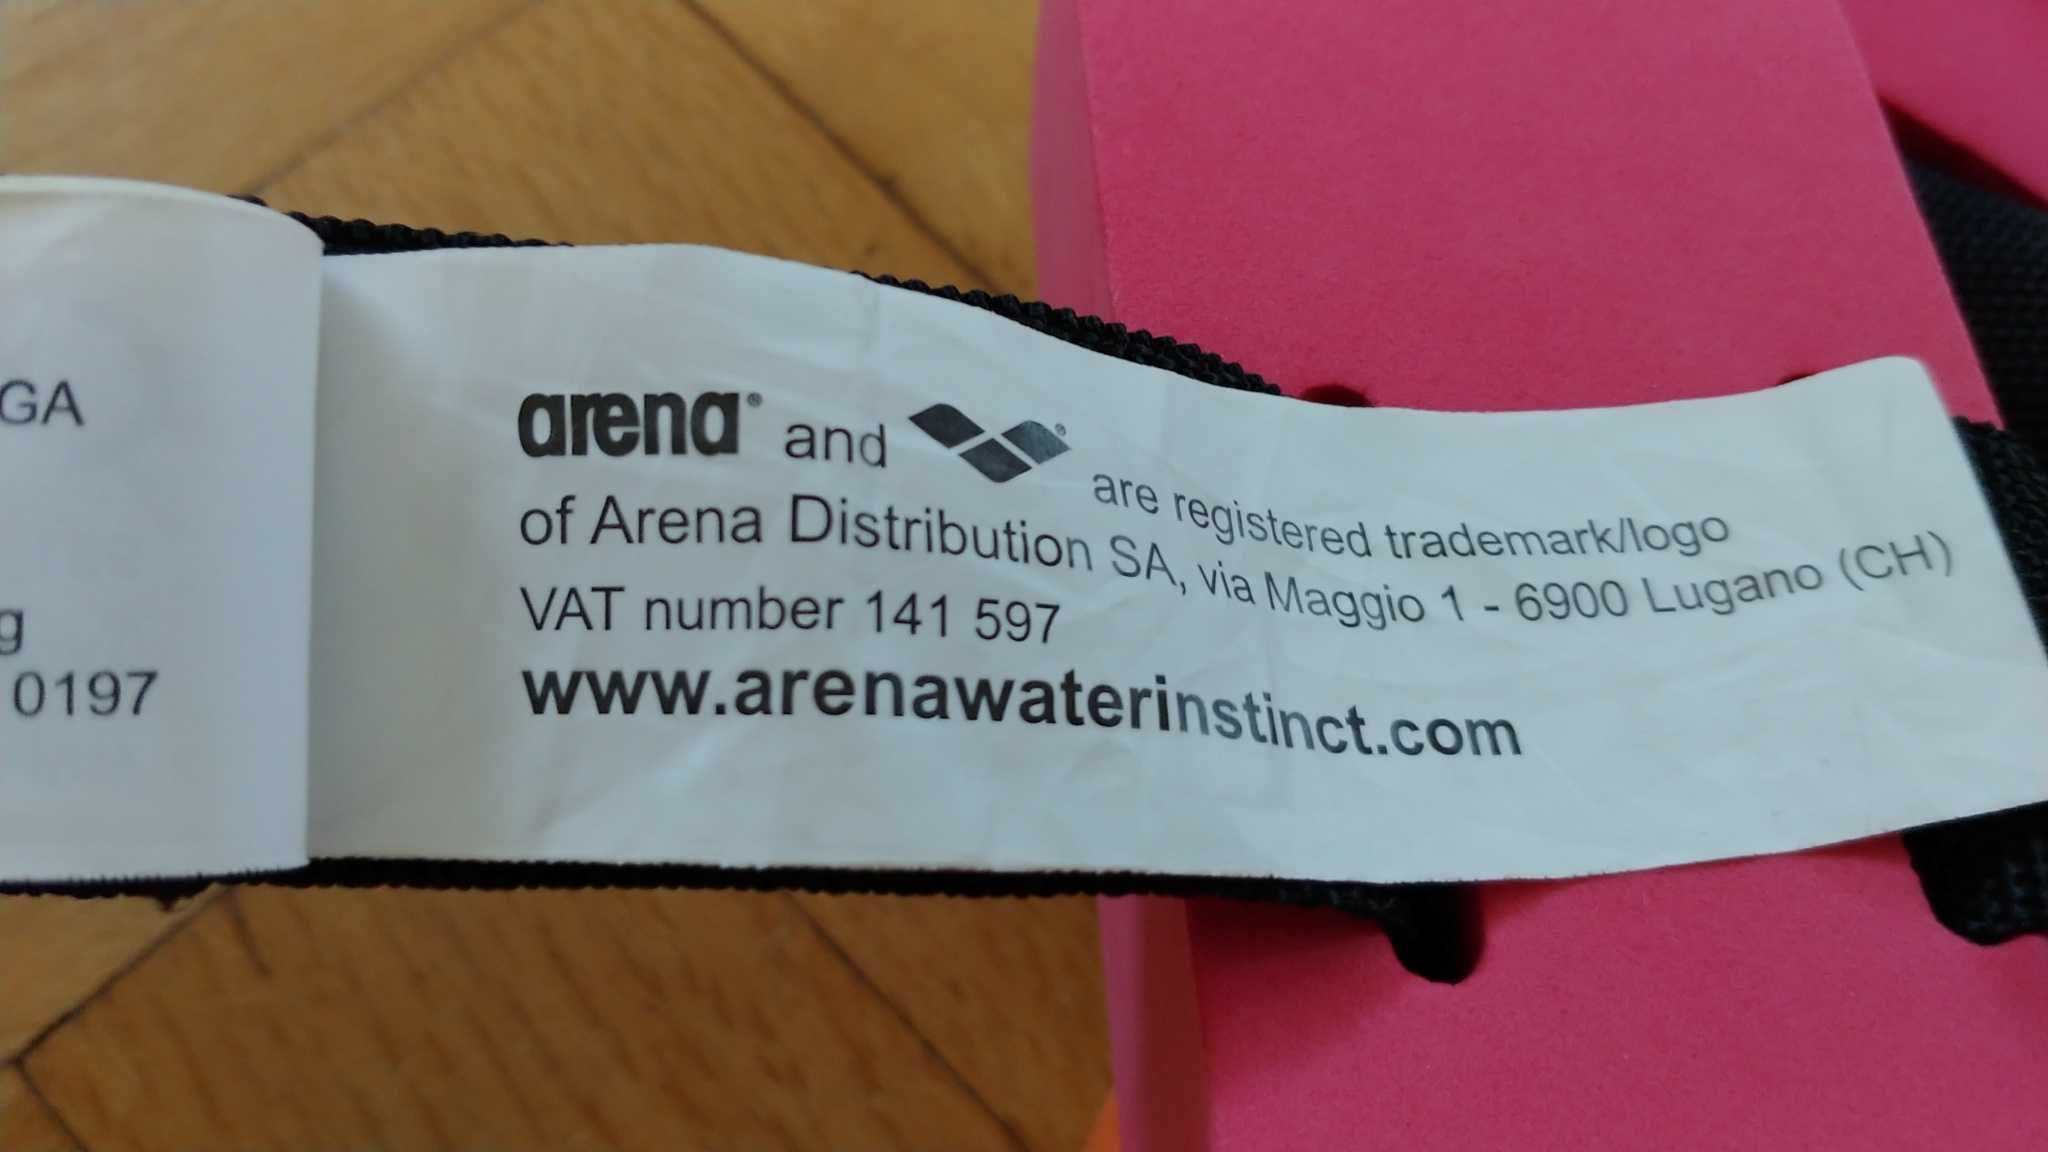 GA
g
0197
arena® and ® are registered trademark/logo
of Arena Distribution SA, via Maggio 1 - 6900 Lugano (CH)
VAT number 141 597
www.arenawaterinstinct.com